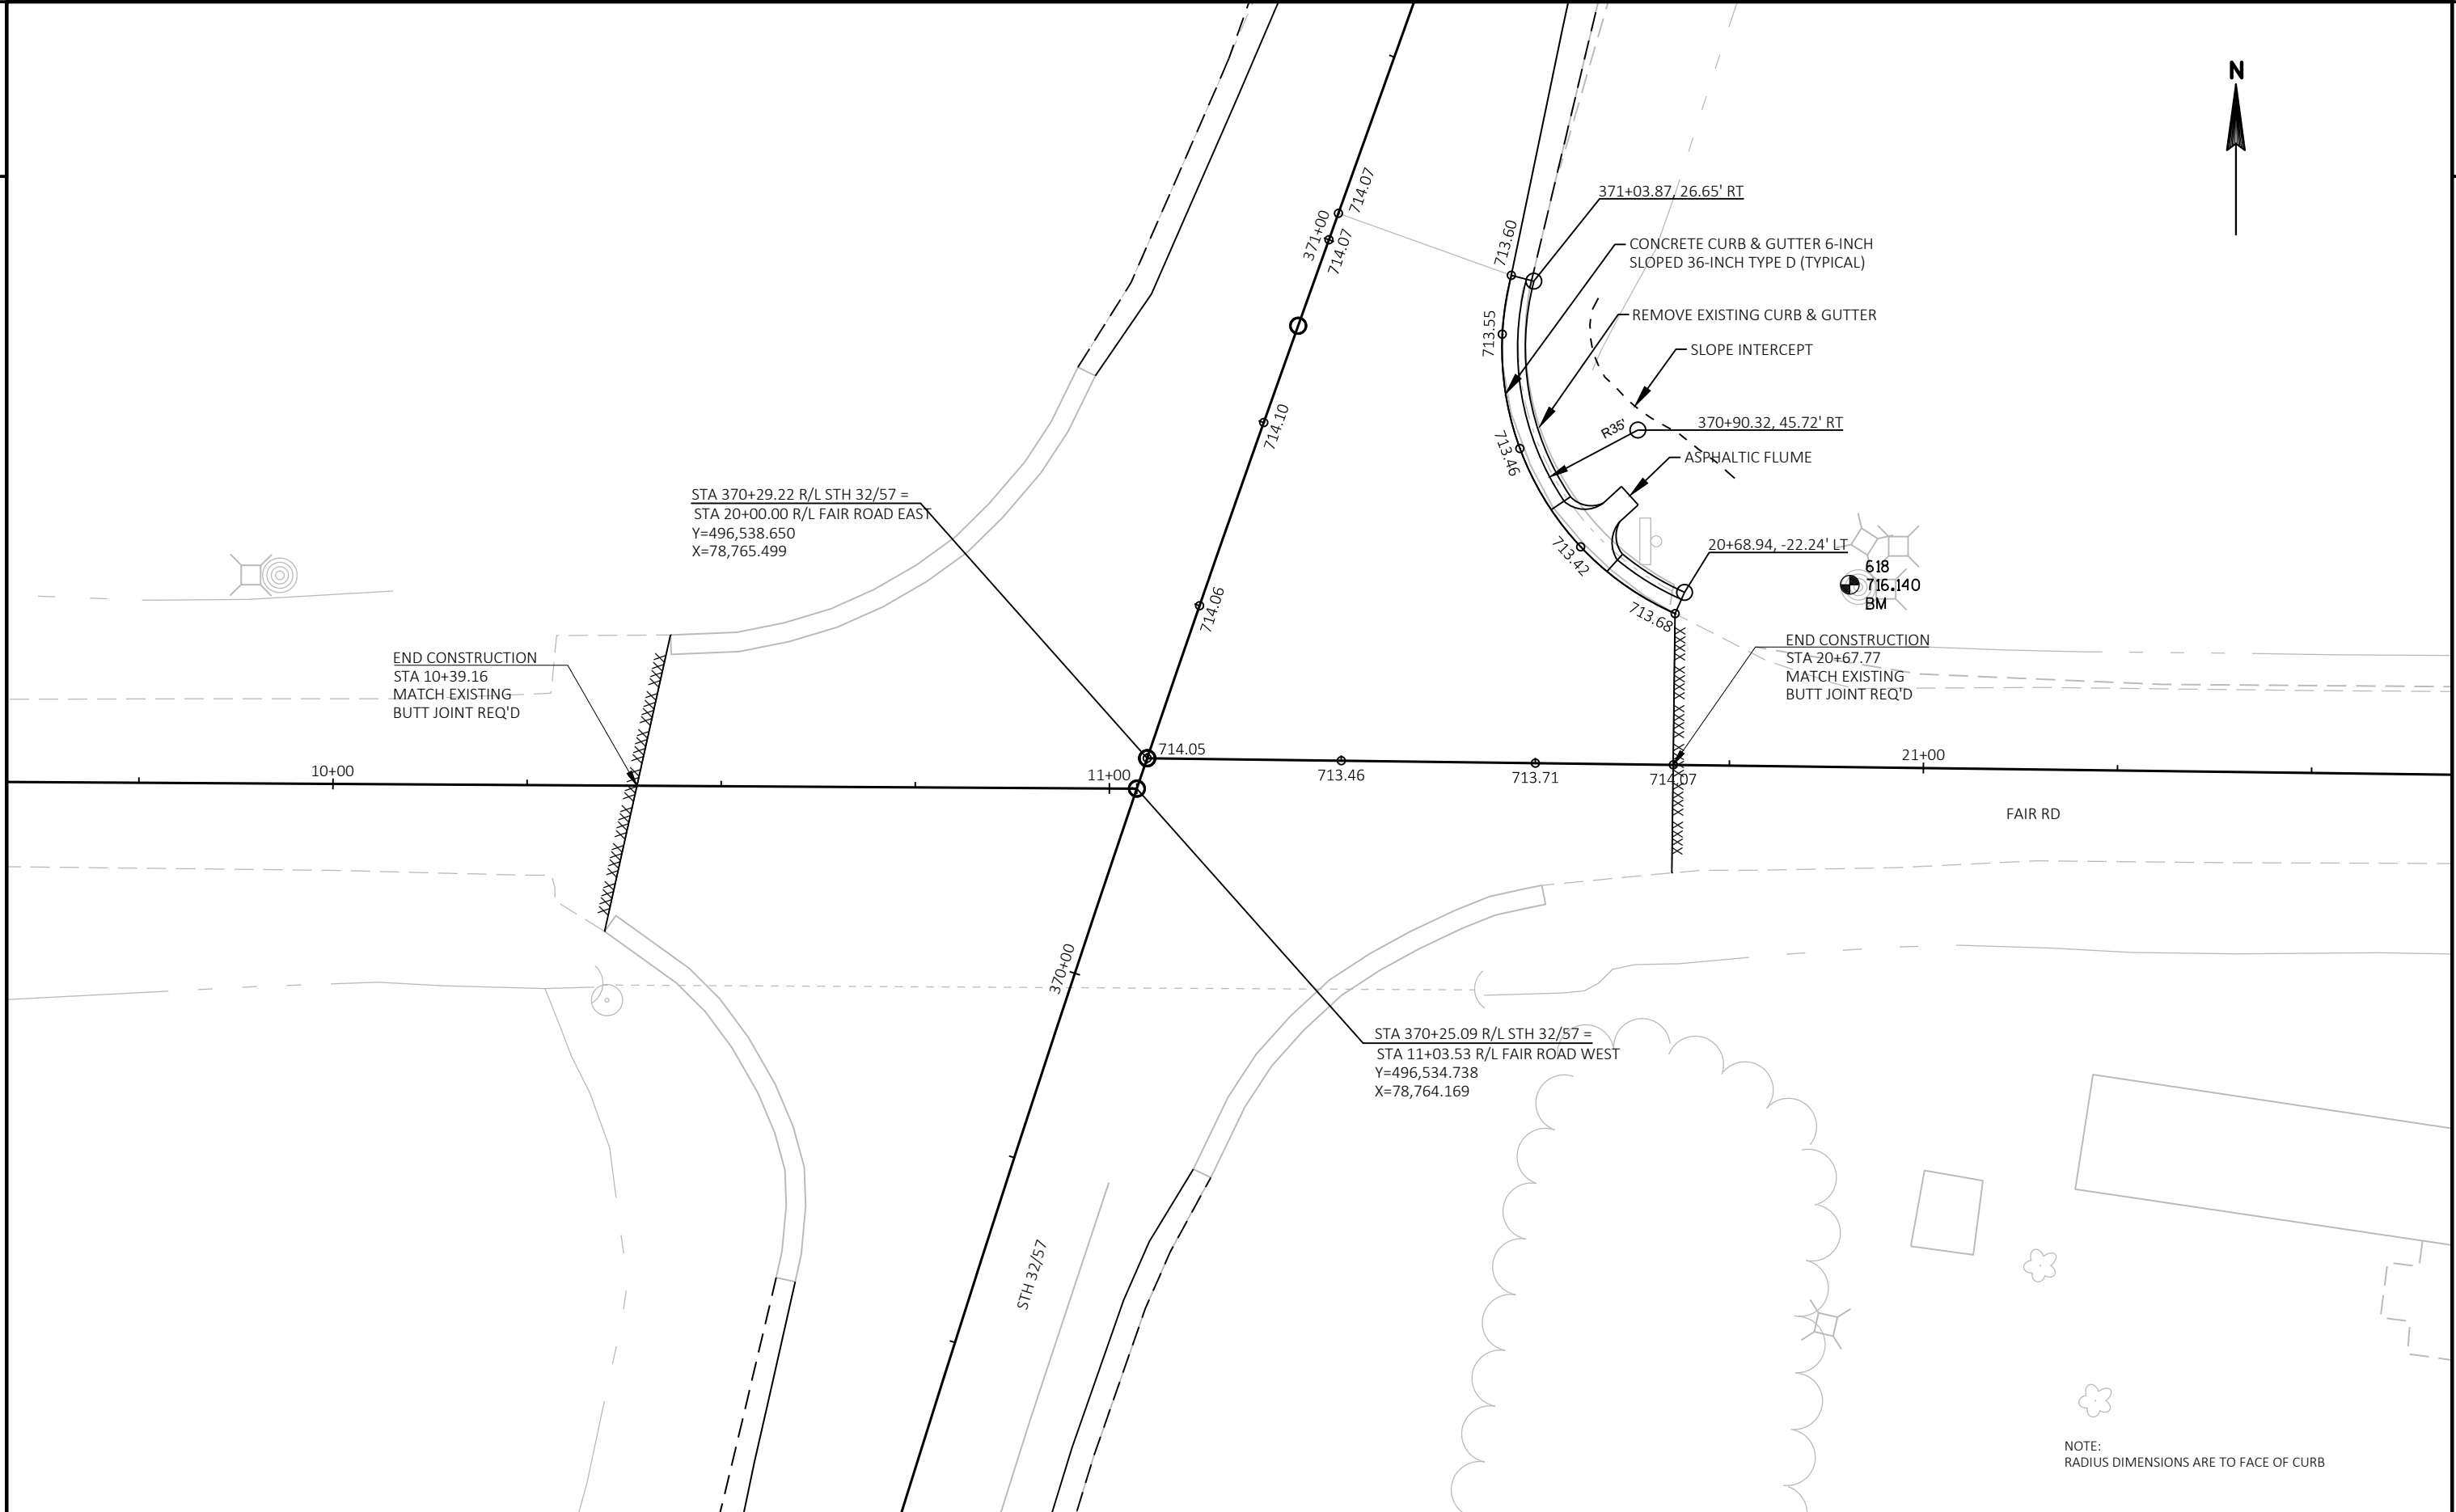 N
371+03.87, 26.65' RT
714.07
371+00
714.07
713.60
CONCRETE CURB & GUTTER 6-INCH
SLOPED 36-INCH TYPE D (TYPICAL)
REMOVE EXISTING CURB & GUTTER
713.55
SLOPE INTERCEPT
714.10
R35'
370+90.32, 45.72' RT
713.46
ASPHALTIC FLUME
STA 370+29.22 R/L STH 32/57 =
STA 20+00.00 R/L FAIR ROAD EAST
Y=496,538.650
X=78,765.499
713.42
20+68.94, -22.24' LT
618
716.140
BM
714.06
713.68
END CONSTRUCTION
STA 10+39.16
MATCH EXISTING
BUTT JOINT REQ'D
END CONSTRUCTION
STA 20+67.77
MATCH EXISTING
BUTT JOINT REQ'D
10+00
11+00
714.05
713.46
713.71
714.07
21+00
FAIR RD
370+00
STA 370+25.09 R/L STH 32/57 =
STA 11+03.53 R/L FAIR ROAD WEST
Y=496,534.738
X=78,764.169
STH 32/57
NOTE:
RADIUS DIMENSIONS ARE TO FACE OF CURB